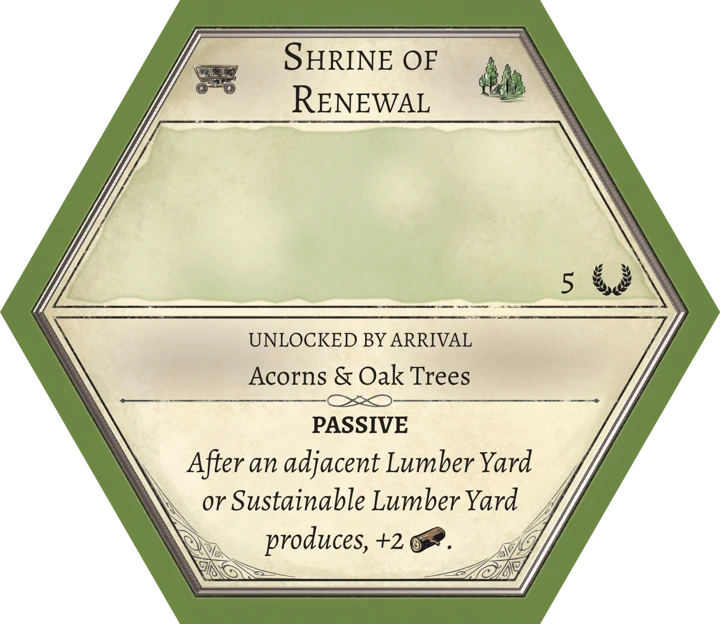 Shrine of
Renewal
5
UNLOCKED BY ARRIVAL
Acorns & Oak Trees
PASSIVE
After an adjacent Lumber Yard
or Sustainable Lumber Yard
produces, +2 .